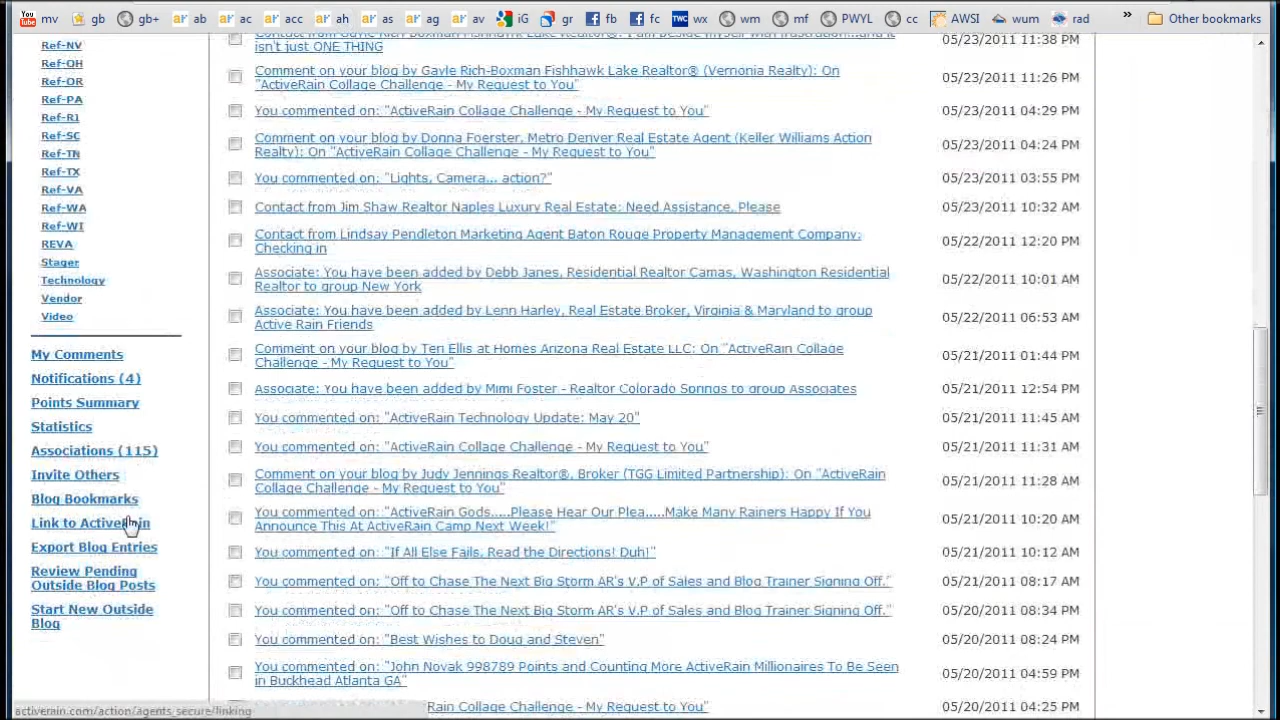 You Tube mv gb gb+ ab ac acc ah as ag av iG gr fb fc TWC wx wm mf PWYL cc AWSI wum rad » Other bookmarks
Ref-NV
Ref-OH
Ref-OR
Ref-PA
Ref-RI
Ref-SC
Ref-TN
Ref-TX
Ref-VA
Ref-WA
Ref-WI
REVA
Stager
Technology
Vendor
Video
My Comments
Notifications (4)
Points Summary
Statistics
Associations (115)
Invite Others
Blog Bookmarks
Link to ActiveRain
Export Blog Entries
Review Pending
Outside Blog Posts
Start New Outside
Blog
Contact from Gayle Rich-Boxman Fishhawk Lake Realtor®: I am beside myself with frustration...and it
isn't just ONE THING
05/23/2011 11:38 PM
Comment on your blog by Gayle Rich-Boxman Fishhawk Lake Realtor® (Vernonia Realty): On
"ActiveRain Collage Challenge - My Request to You"
05/23/2011 11:26 PM
You commented on: "ActiveRain Collage Challenge - My Request to You"
05/23/2011 04:29 PM
Comment on your blog by Donna Foerster, Metro Denver Real Estate Agent (Keller Williams Action
Realty): On "ActiveRain Collage Challenge - My Request to You"
05/23/2011 04:24 PM
You commented on: "Lights, Camera... action?"
05/23/2011 03:55 PM
Contact from Jim Shaw Realtor Naples Luxury Real Estate: Need Assistance, Please
05/23/2011 10:32 AM
Contact from Lindsay Pendleton Marketing Agent Baton Rouge Property Management Company:
Checking in
05/22/2011 12:20 PM
Associate: You have been added by Debb Janes, Residential Realtor Camas, Washington Residential
Realtor to group New York
05/22/2011 10:01 AM
Associate: You have been added by Lenn Harley, Real Estate Broker, Virginia & Maryland to group
Active Rain Friends
05/22/2011 06:53 AM
Comment on your blog by Teri Ellis at Homes Arizona Real Estate LLC: On "ActiveRain Collage
Challenge - My Request to You"
05/21/2011 01:44 PM
Associate: You have been added by Mimi Foster - Realtor Colorado Springs to group Associates
05/21/2011 12:54 PM
You commented on: "ActiveRain Technology Update: May 20"
05/21/2011 11:45 AM
You commented on: "ActiveRain Collage Challenge - My Request to You"
05/21/2011 11:31 AM
Comment on your blog by Judy Jennings Realtor®, Broker (TGG Limited Partnership): On "ActiveRain
Collage Challenge - My Request to You"
05/21/2011 11:28 AM
You commented on: "ActiveRain Gods.....Please Hear Our Plea.....Make Many Rainers Happy If You
Announce This At ActiveRain Camp Next Week!"
05/21/2011 10:20 AM
You commented on: "If All Else Fails, Read the Directions! Duh!"
05/21/2011 10:12 AM
You commented on: "Off to Chase The Next Big Storm AR's V.P of Sales and Blog Trainer Signing Off."
05/21/2011 08:17 AM
You commented on: "Off to Chase The Next Big Storm AR's V.P of Sales and Blog Trainer Signing Off."
05/20/2011 08:34 PM
You commented on: "Best Wishes to Doug and Steven"
05/20/2011 08:24 PM
You commented on: "John Novak 998789 Points and Counting More ActiveRain Millionaires To Be Seen
in Buckhead Atlanta GA"
05/20/2011 04:59 PM
Rain Collage Challenge - My Request to You"
05/20/2011 04:25 PM
activerain.com/action/agents_secure/linking